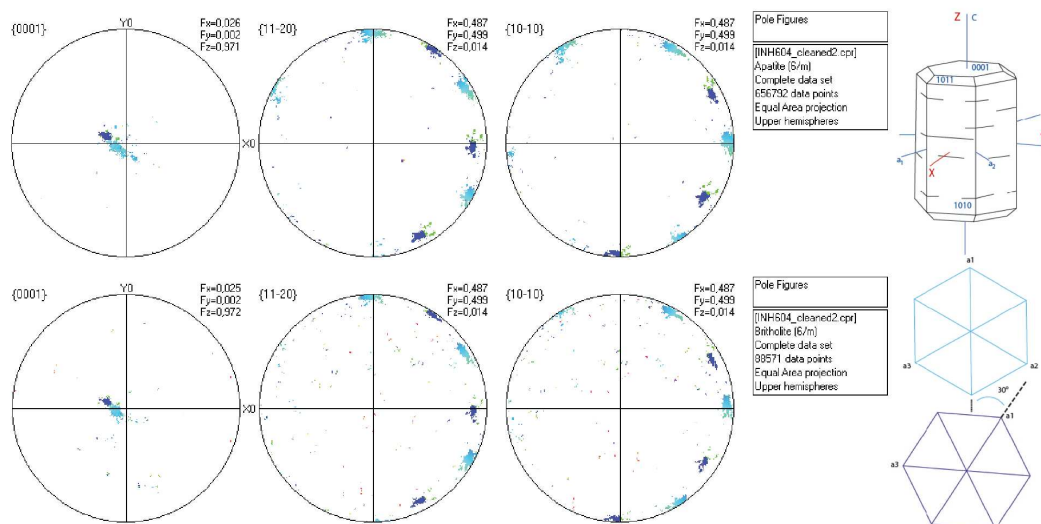 {0001}
Y0
Fx=0,026
Fy=0,002
Fz=0,971
X0
{11-20}
Fx=0,487
Fy=0,499
Fz=0,014
{10-10}
Fx=0,487
Fy=0,499
Fz=0,014
Pole Figures
[INH604_cleaned2.cpr]
Apatite (6/m)
Complete data set
656792 data points
Equal Area projection
Upper hemispheres
Z
C
0001
1011
a1
X
a2
1010
{0001}
Y0
Fx=0,025
Fy=0,002
Fz=0,972
X0
{11-20}
Fx=0,487
Fy=0,499
Fz=0,014
{10-10}
Fx=0,487
Fy=0,499
Fz=0,014
Pole Figures
[INH604_cleaned2.cpr]
Britholite (6/m)
Complete data set
88571 data points
Equal Area projection
Upper hemispheres
a1
a3
a2
30°
a1
a3